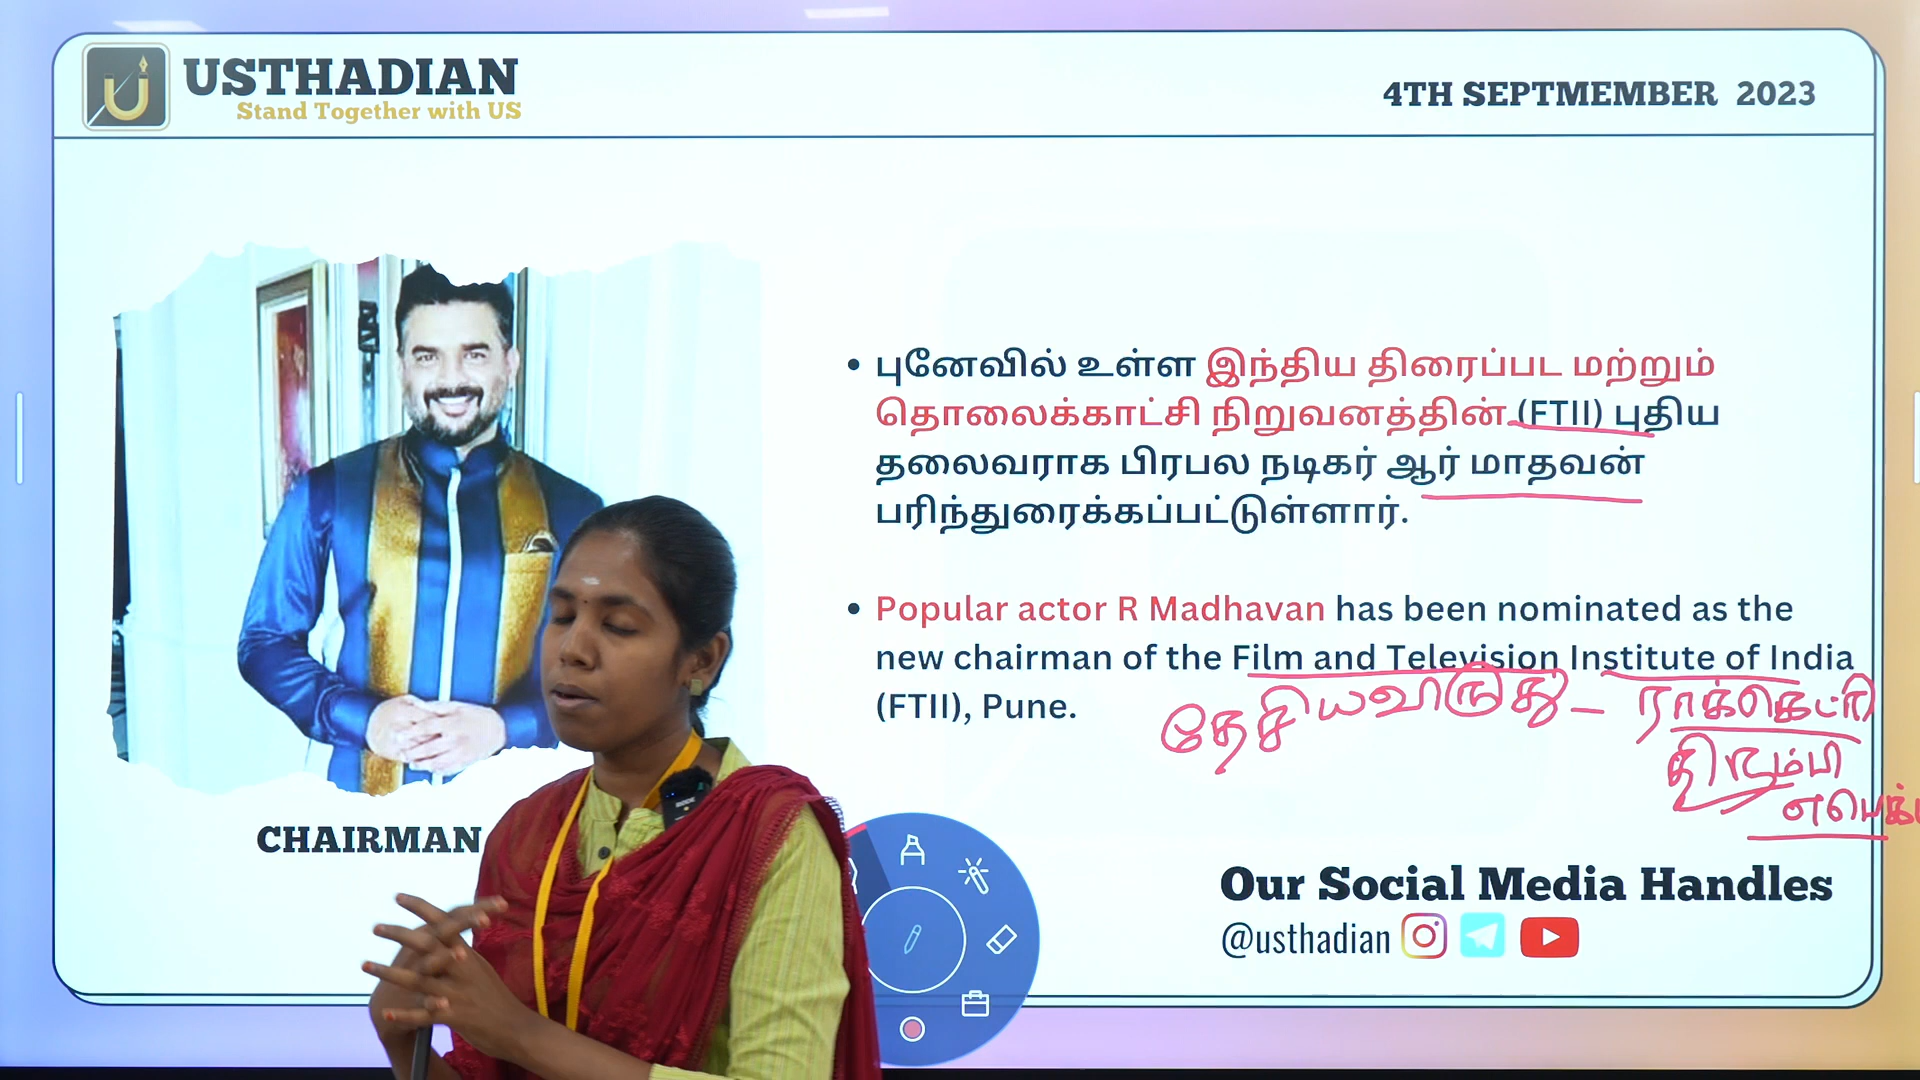 USTHADIAN
Stand Together with US
4TH SEPTMEMBER 2023
• புனேவில் உள்ள இந்திய திரைப்பட மற்றும்
தொலைக்காட்சி நிறுவனத்தின் (FTII) புதிய
தலைவராக பிரபல நடிகர் ஆர் மாதவன்
பரிந்துரைக்கப்பட்டுள்ளார்.
• Popular actor R Madhavan has been nominated as the
new chairman of the Film and Television Institute of India
(FTII), Pune.
தேசியவிருது – ராக்கெட்ரி
CHAIRMAN
Our Social Media Handles
@usthadian